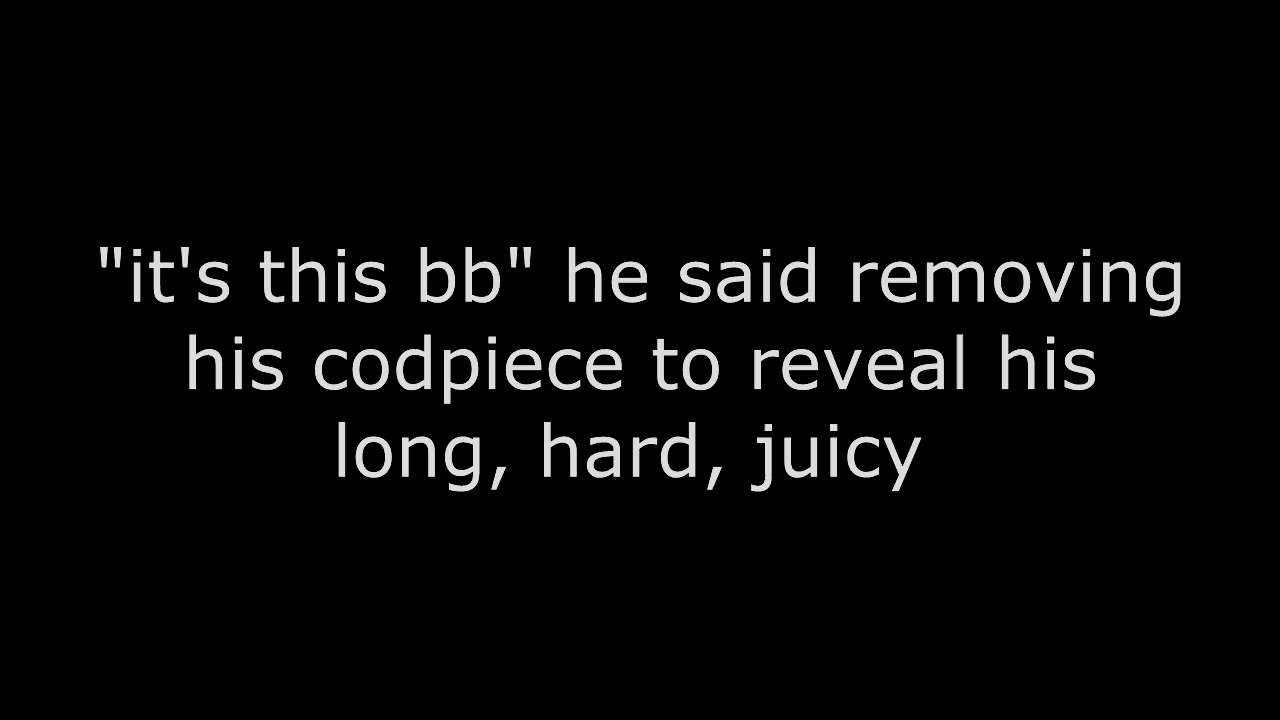 "it's this bb" he said removing
his codpiece to reveal his
long, hard, juicy